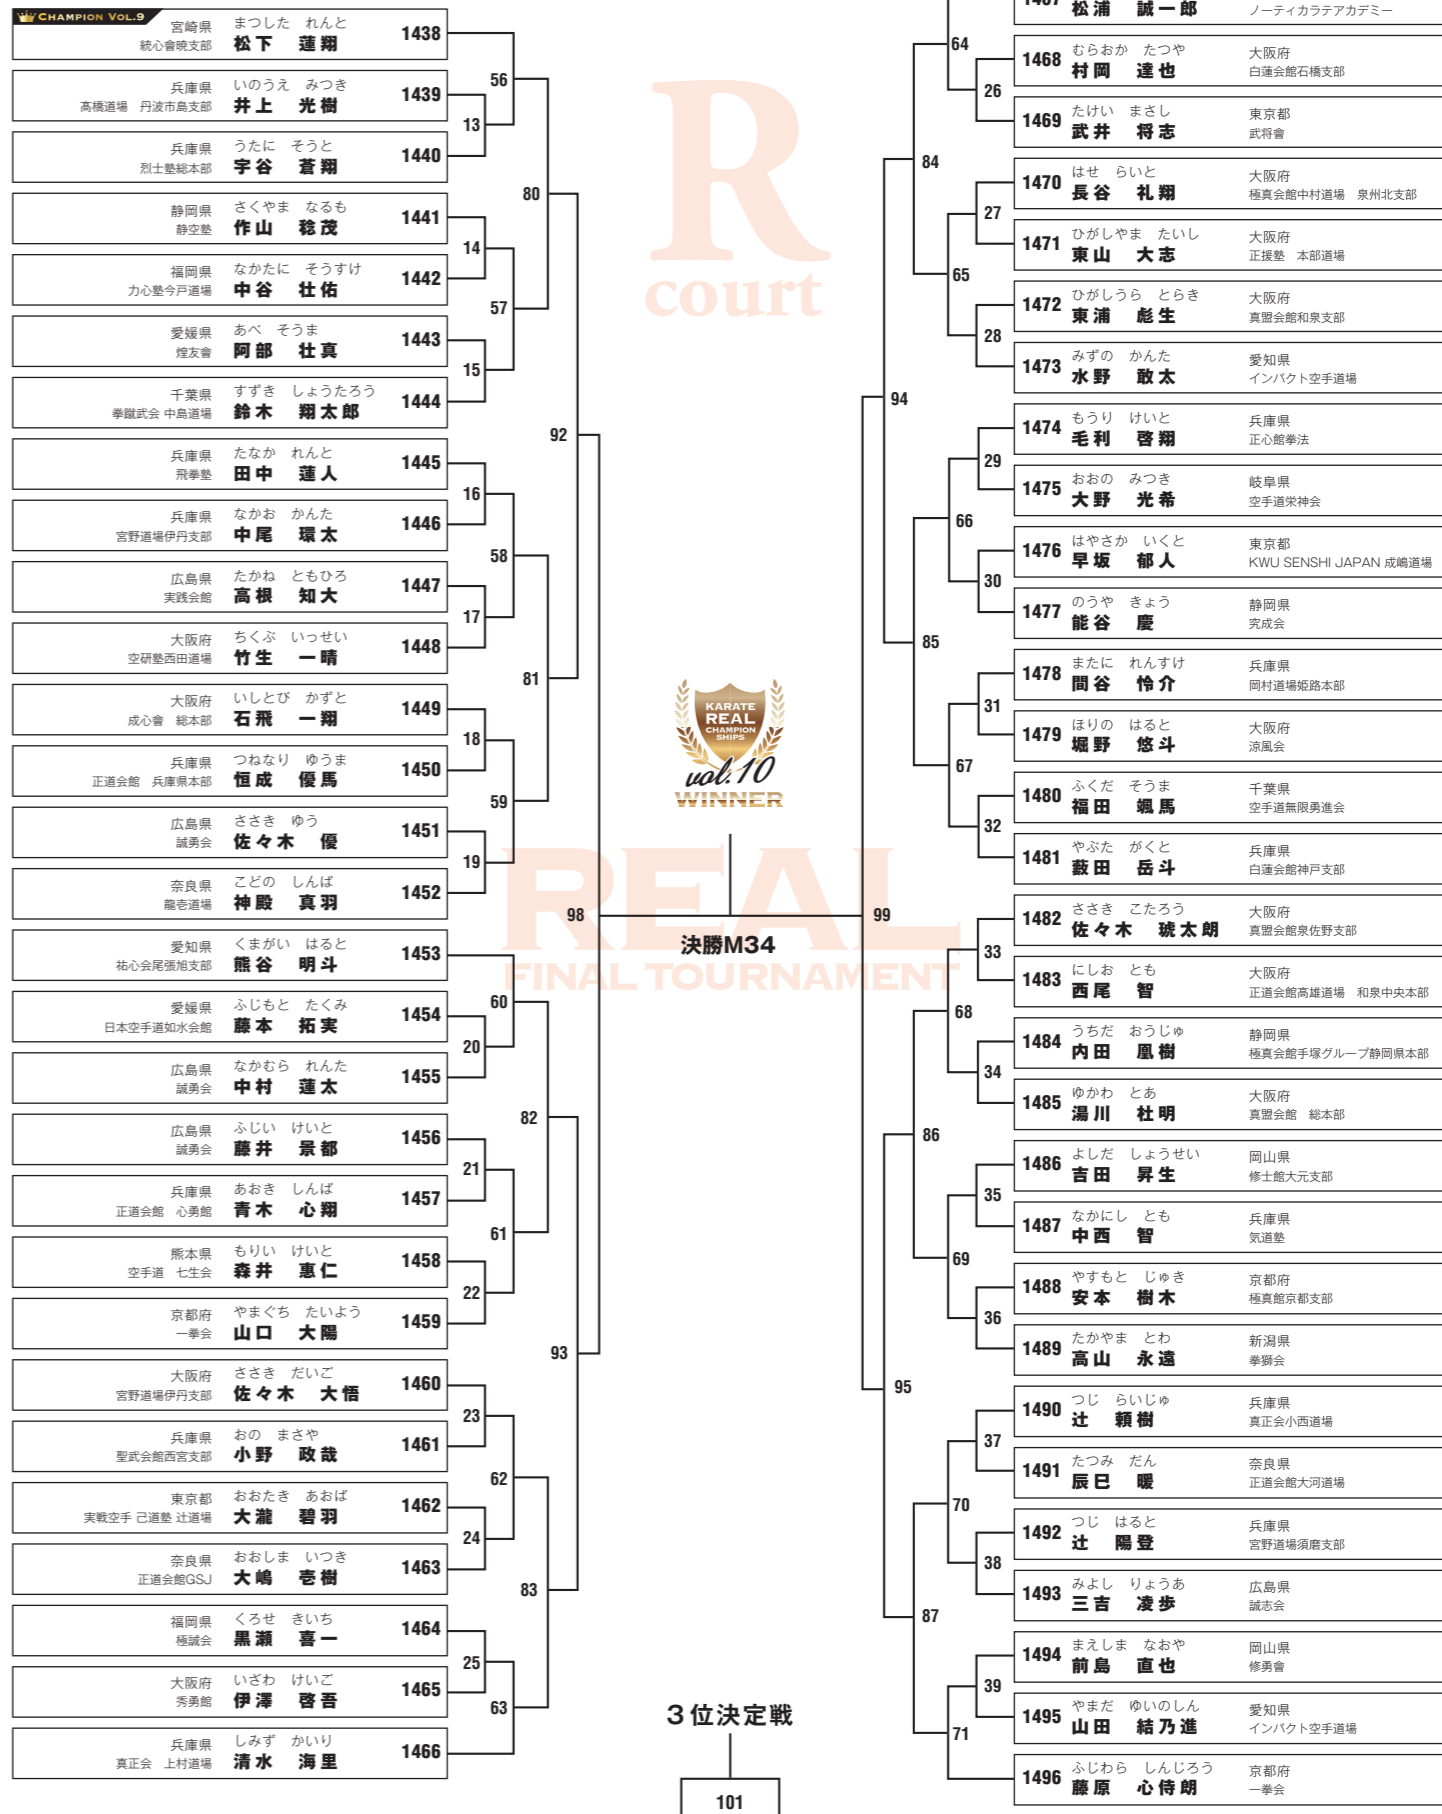 CHAMPION VOL.9
宮崎県 まつした れんと
統心會暁支部 松下 蓮翔 1438
兵庫県 いのうえ みつき
髙橋道場 丹波市島支部 井上 光樹 1439
兵庫県 うたに そうと
烈士塾総本部 宇谷 蒼翔 1440
静岡県 さくやま なるも
静空塾 作山 稔茂 1441
福岡県 なかたに そうすけ
力心塾今戸道場 中谷 壮佑 1442
愛媛県 あべ そうま
煌友會 阿部 壮真 1443
千葉県 すずき しょうたろう
拳蹴武会 中島道場 鈴木 翔太郎 1444
兵庫県 たなか れんと
飛拳塾 田中 蓮人 1445
兵庫県 なかお かんた
宮野道場伊丹支部 中尾 環太 1446
広島県 たかね ともひろ
実践会館 高根 知大 1447
大阪府 ちくぶ いっせい
空研塾西田道場 竹生 一晴 1448
大阪府 いしとび かずと
成心會 総本部 石飛 一翔 1449
兵庫県 つねなり ゆうま
正道会館 兵庫県本部 恒成 優馬 1450
広島県 ささき ゆう
誠勇会 佐々木 優 1451
奈良県 こどの しんば
龍壱道場 神殿 真羽 1452
愛知県 くまがい はると
祐心会尾張旭支部 熊谷 明斗 1453
愛媛県 ふじもと たくみ
日本空手道如水会館 藤本 拓実 1454
広島県 なかむら れんた
誠勇会 中村 蓮太 1455
広島県 ふじい けいと
誠勇会 藤井 景都 1456
兵庫県 あおき しんば
正道会館 心勇館 青木 心翔 1457
熊本県 もりい けいと
空手道 七生会 森井 惠仁 1458
京都府 やまぐち たいよう
一拳会 山口 大陽 1459
大阪府 ささき だいご
宮野道場伊丹支部 佐々木 大悟 1460
兵庫県 おの まさや
聖武会館西宮支部 小野 政哉 1461
東京都 おおたき あおば
実戦空手 己道塾 辻道場 大瀧 碧羽 1462
奈良県 おおしま いつき
正道会館GSJ 大嶋 壱樹 1463
福岡県 くろせ きいち
極誠会 黒瀬 喜一 1464
大阪府 いざわ けいご
秀勇館 伊澤 啓吾 1465
兵庫県 しみず かいり
真正会 上村道場 清水 海里 1466
56
13
80
14
57
15
92
16
58
17
81
18
59
19
98
60
20
82
21
61
22
93
23
62
24
83
25
63
R
court
KARATE
REAL
CHAMPION
SHIPS
vol.10
WINNER
REAL
FINAL TOURNAMENT
決勝M34
3位決定戦
101
64
26
84
27
65
28
94
29
66
30
85
31
67
32
99
33
68
34
86
35
69
36
95
37
70
38
87
39
71
松浦 誠一郎 ノーティカラテアカデミー
むらおか たつや 大阪府
1468 村岡 達也 白蓮会館石橋支部
たけい まさし 東京都
1469 武井 将志 武将會
はせ らいと 大阪府
1470 長谷 礼翔 極真会館中村道場 泉州北支部
ひがしやま たいし 大阪府
1471 東山 大志 正援塾 本部道場
ひがしうら とらき 大阪府
1472 東浦 彪生 真盟会館和泉支部
みずの かんた 愛知県
1473 水野 敢太 インパクト空手道場
もうり けいと 兵庫県
1474 毛利 啓翔 正心館拳法
おおの みつき 岐阜県
1475 大野 光希 空手道栄神会
はやさか いくと 東京都
1476 早坂 郁人 KWU SENSHI JAPAN 成嶋道場
のうや きょう 静岡県
1477 能谷 慶 究成会
またに れんすけ 兵庫県
1478 間谷 怜介 岡村道場姫路本部
ほりの はると 大阪府
1479 堀野 悠斗 涼風会
ふくだ そうま 千葉県
1480 福田 颯馬 空手道無限勇進会
やぶた がくと 兵庫県
1481 藪田 岳斗 白蓮会館神戸支部
ささき こたろう 大阪府
1482 佐々木 琥太朗 真盟会館泉佐野支部
にしお とも 大阪府
1483 西尾 智 正道会館高雄道場 和泉中央本部
うちだ おうじゅ 静岡県
1484 内田 凰樹 極真会館手塚グループ静岡県本部
ゆかわ とあ 大阪府
1485 湯川 杜明 真盟会館 総本部
よしだ しょうせい 岡山県
1486 吉田 昇生 修士館大元支部
なかにし とも 兵庫県
1487 中西 智 気道塾
やすもと じゅき 京都府
1488 安本 樹木 極真館京都支部
たかやま とわ 新潟県
1489 高山 永遠 拳獅会
つじ らいじゅ 兵庫県
1490 辻 頼樹 真正会小西道場
たつみ だん 奈良県
1491 辰巳 暖 正道会館大河道場
つじ はると 兵庫県
1492 辻 陽登 宮野道場須磨支部
みよし りょうあ 広島県
1493 三吉 凌歩 誠志会
まえしま なおや 岡山県
1494 前島 直也 修勇會
やまだ ゆいのしん 愛知県
1495 山田 結乃進 インパクト空手道場
ふじわら しんじろう 京都府
1496 藤原 心侍朗 一拳会